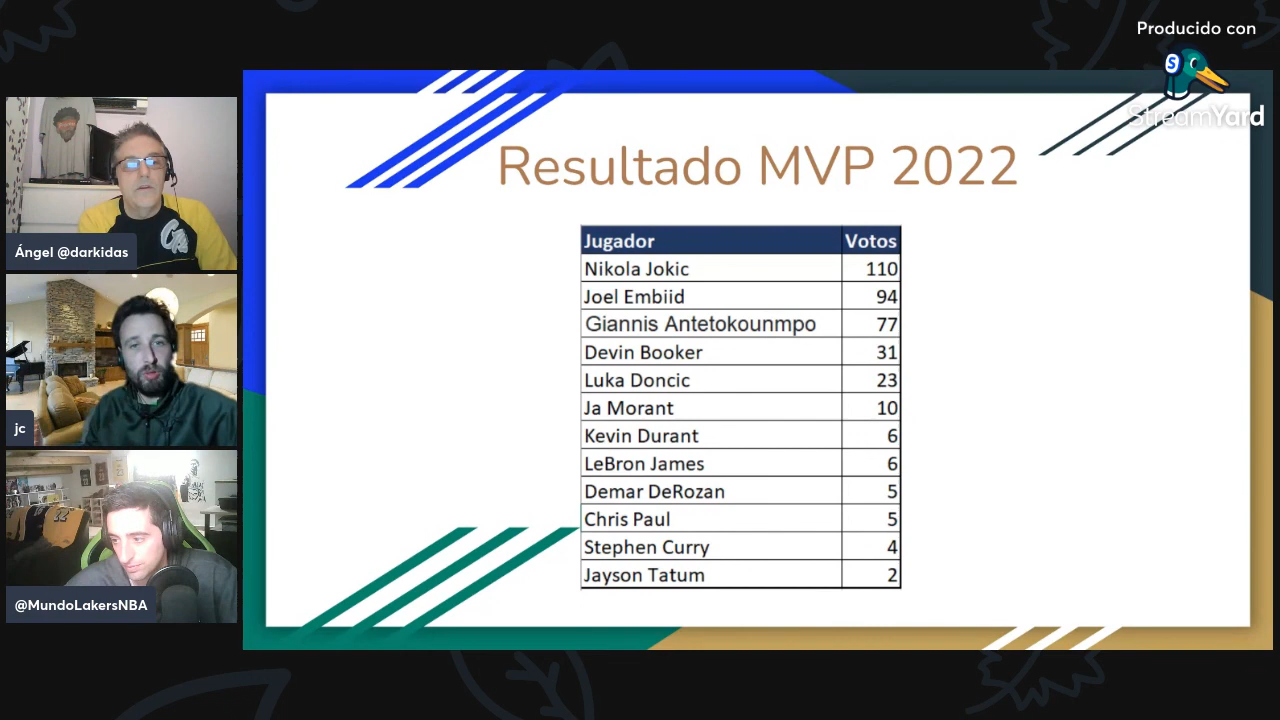 Producido con
S
StreamYard
Ángel @darkidas
jc
@MundoLakersNBA
Resultado MVP 2022
Jugador Votos
Nikola Jokic 110
Joel Embiid 94
Giannis Antetokounmpo 77
Devin Booker 31
Luka Doncic 23
Ja Morant 10
Kevin Durant 6
LeBron James 6
Demar DeRozan 5
Chris Paul 5
Stephen Curry 4
Jayson Tatum 2